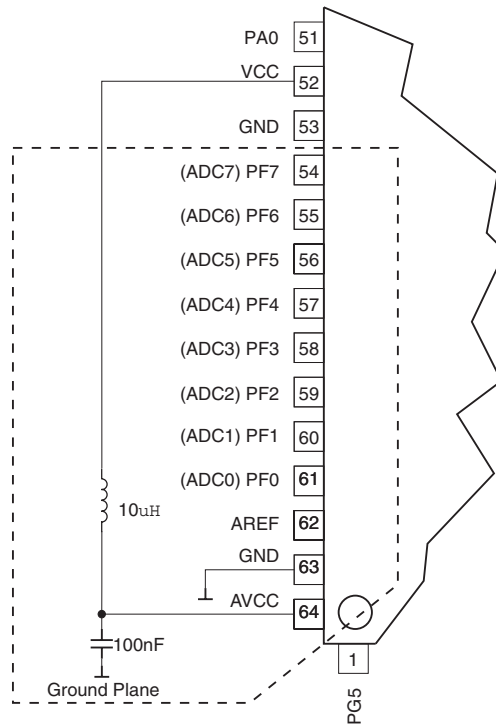 PA0 51
VCC 52
GND 53
(ADC7) PF7 54
(ADC6) PF6 55
(ADC5) PF5 56
(ADC4) PF4 57
(ADC3) PF3 58
(ADC2) PF2 59
(ADC1) PF1 60
(ADC0) PF0 61
10uH
AREF 62
GND 63
AVCC 64
100nF
1
Ground Plane
PG5